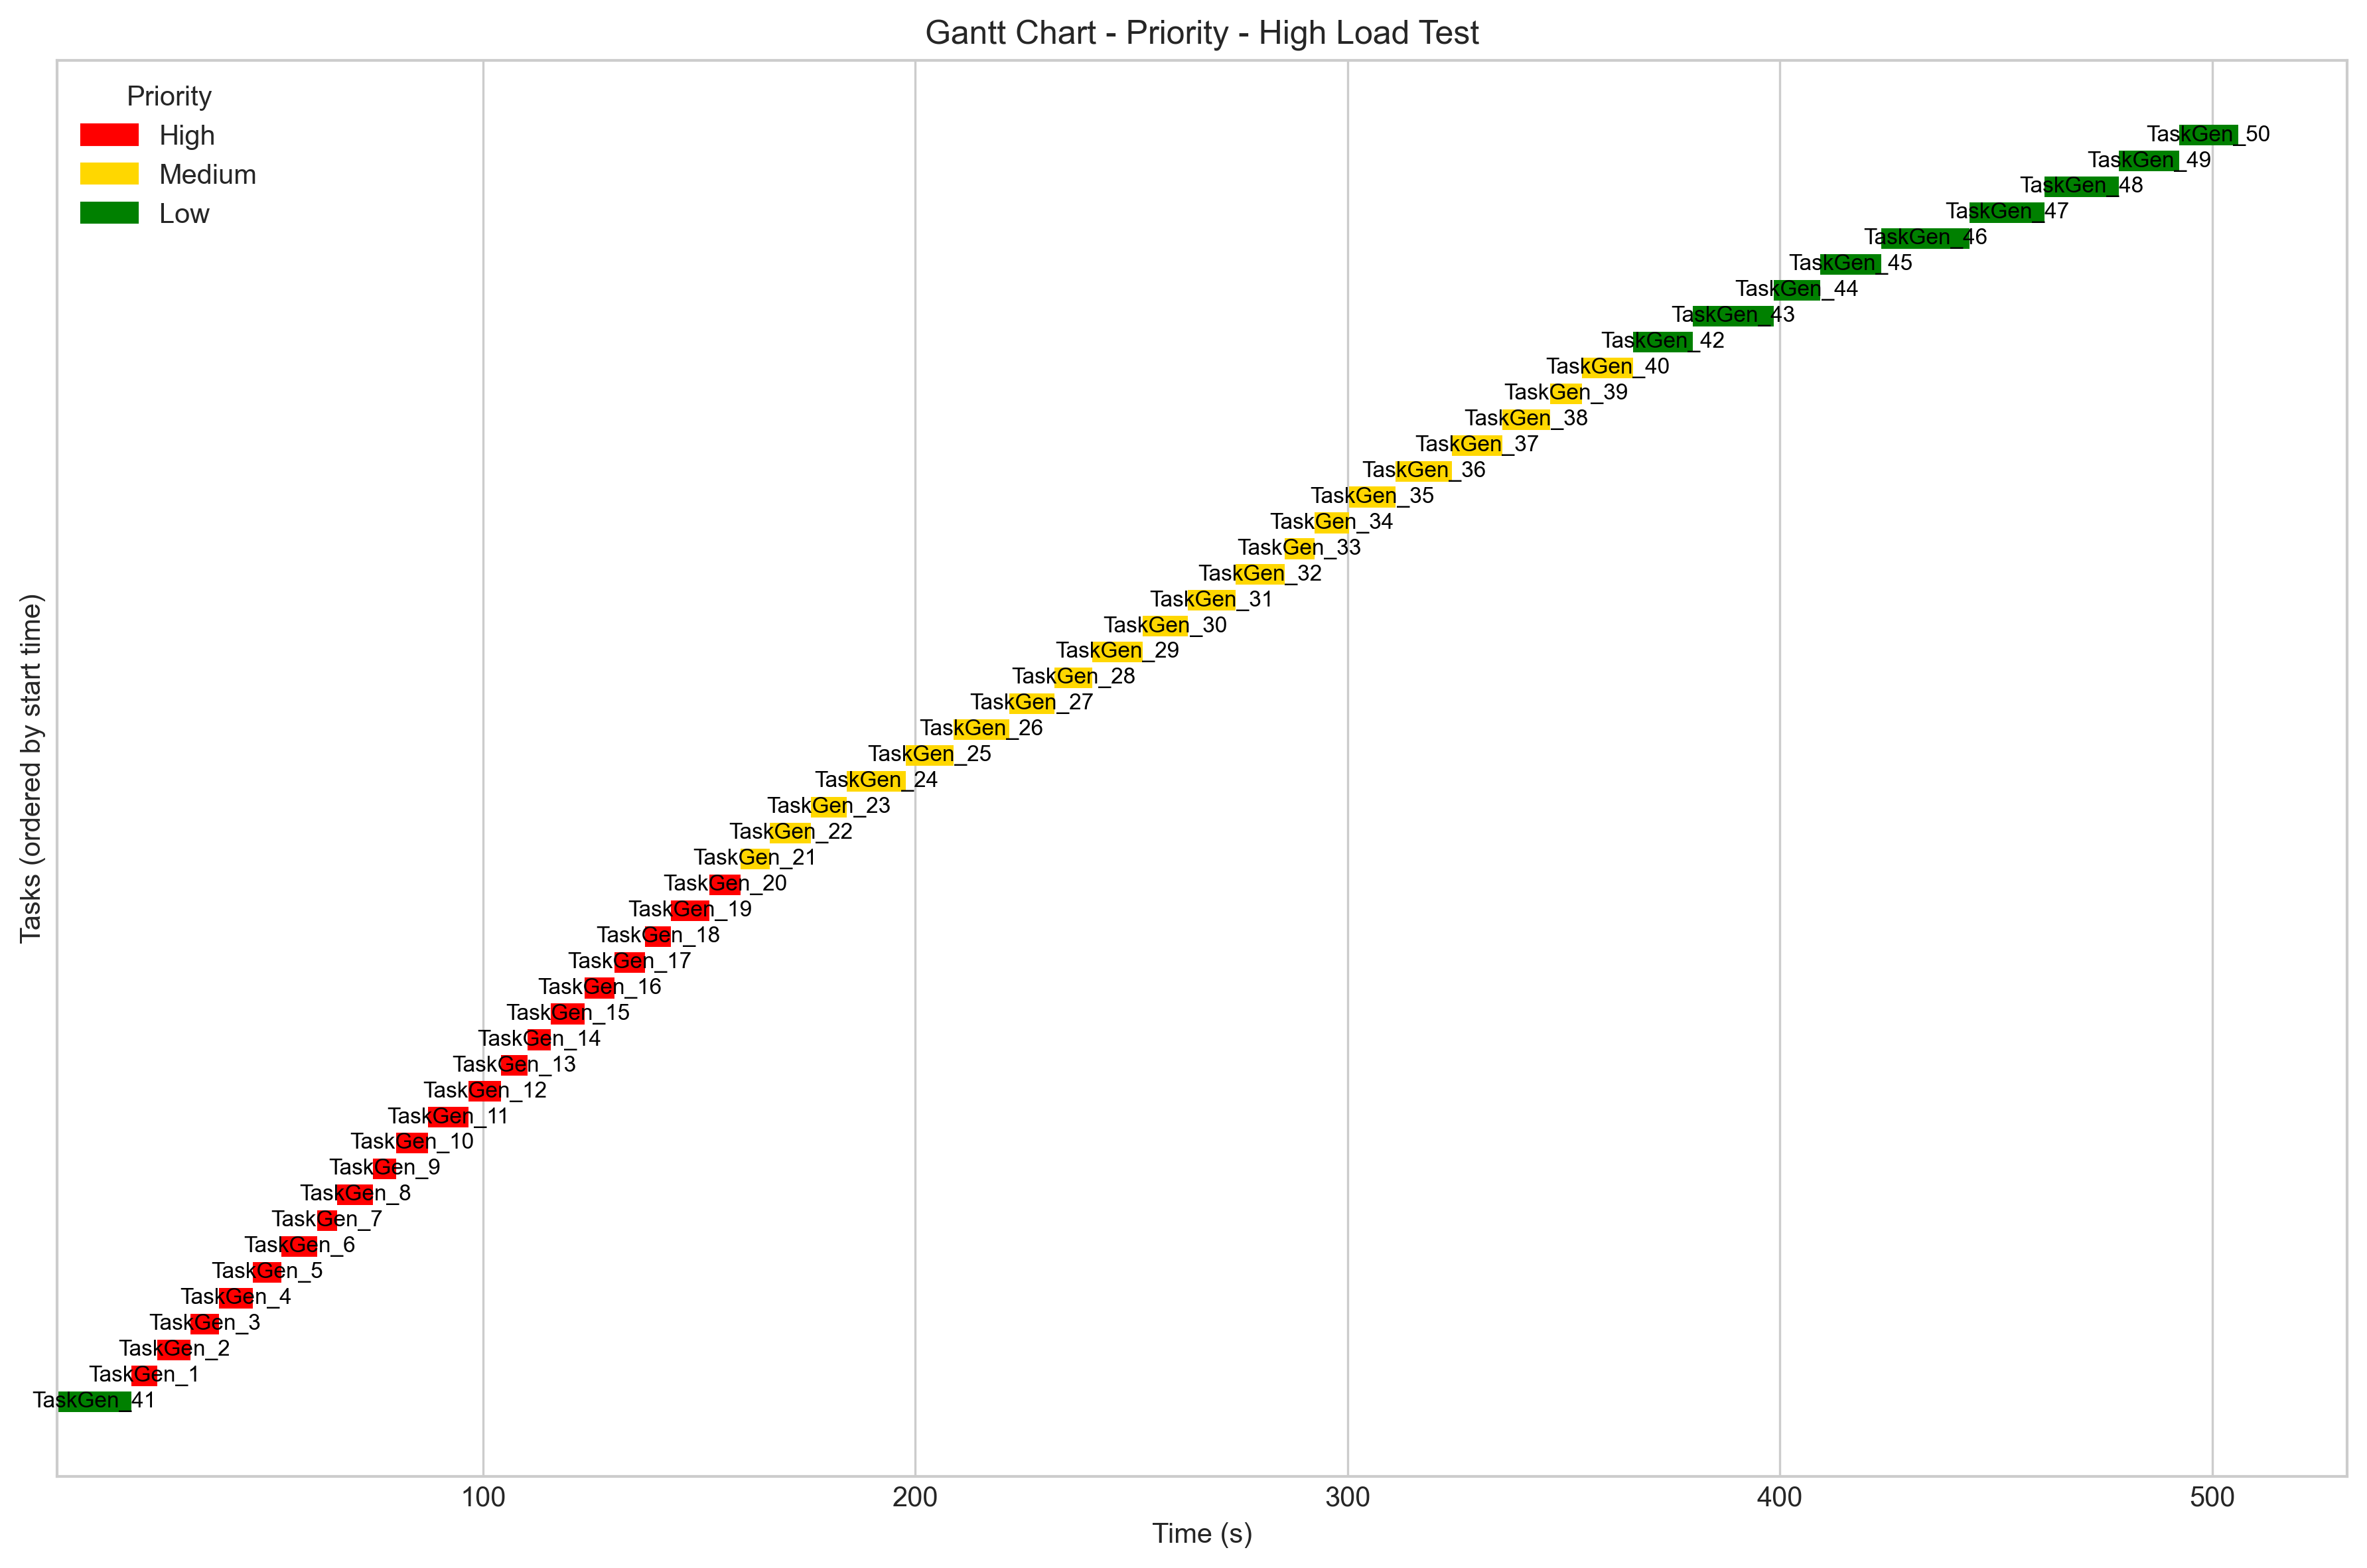 Gantt Chart - Priority - High Load Test
Priority
High
Medium
Low
TaskGen_50
TaskGen_49
TaskGen_48
TaskGen_47
TaskGen_46
TaskGen_45
TaskGen_44
TaskGen_43
TaskGen_42
TaskGen_40
TaskGen_39
TaskGen_38
TaskGen_37
TaskGen_36
TaskGen_35
TaskGen_34
TaskGen_33
TaskGen_32
TaskGen_31
TaskGen_30
TaskGen_29
TaskGen_28
TaskGen_27
TaskGen_26
TaskGen_25
TaskGen_24
TaskGen_23
TaskGen_22
TaskGen_21
TaskGen_20
TaskGen_19
TaskGen_18
TaskGen_17
TaskGen_16
TaskGen_15
TaskGen_14
TaskGen_13
TaskGen_12
TaskGen_11
TaskGen_10
TaskGen_9
TaskGen_8
TaskGen_7
TaskGen_6
TaskGen_5
TaskGen_4
TaskGen_3
TaskGen_2
TaskGen_1
TaskGen_41
Tasks (ordered by start time)
100 200 300 400 500
Time (s)